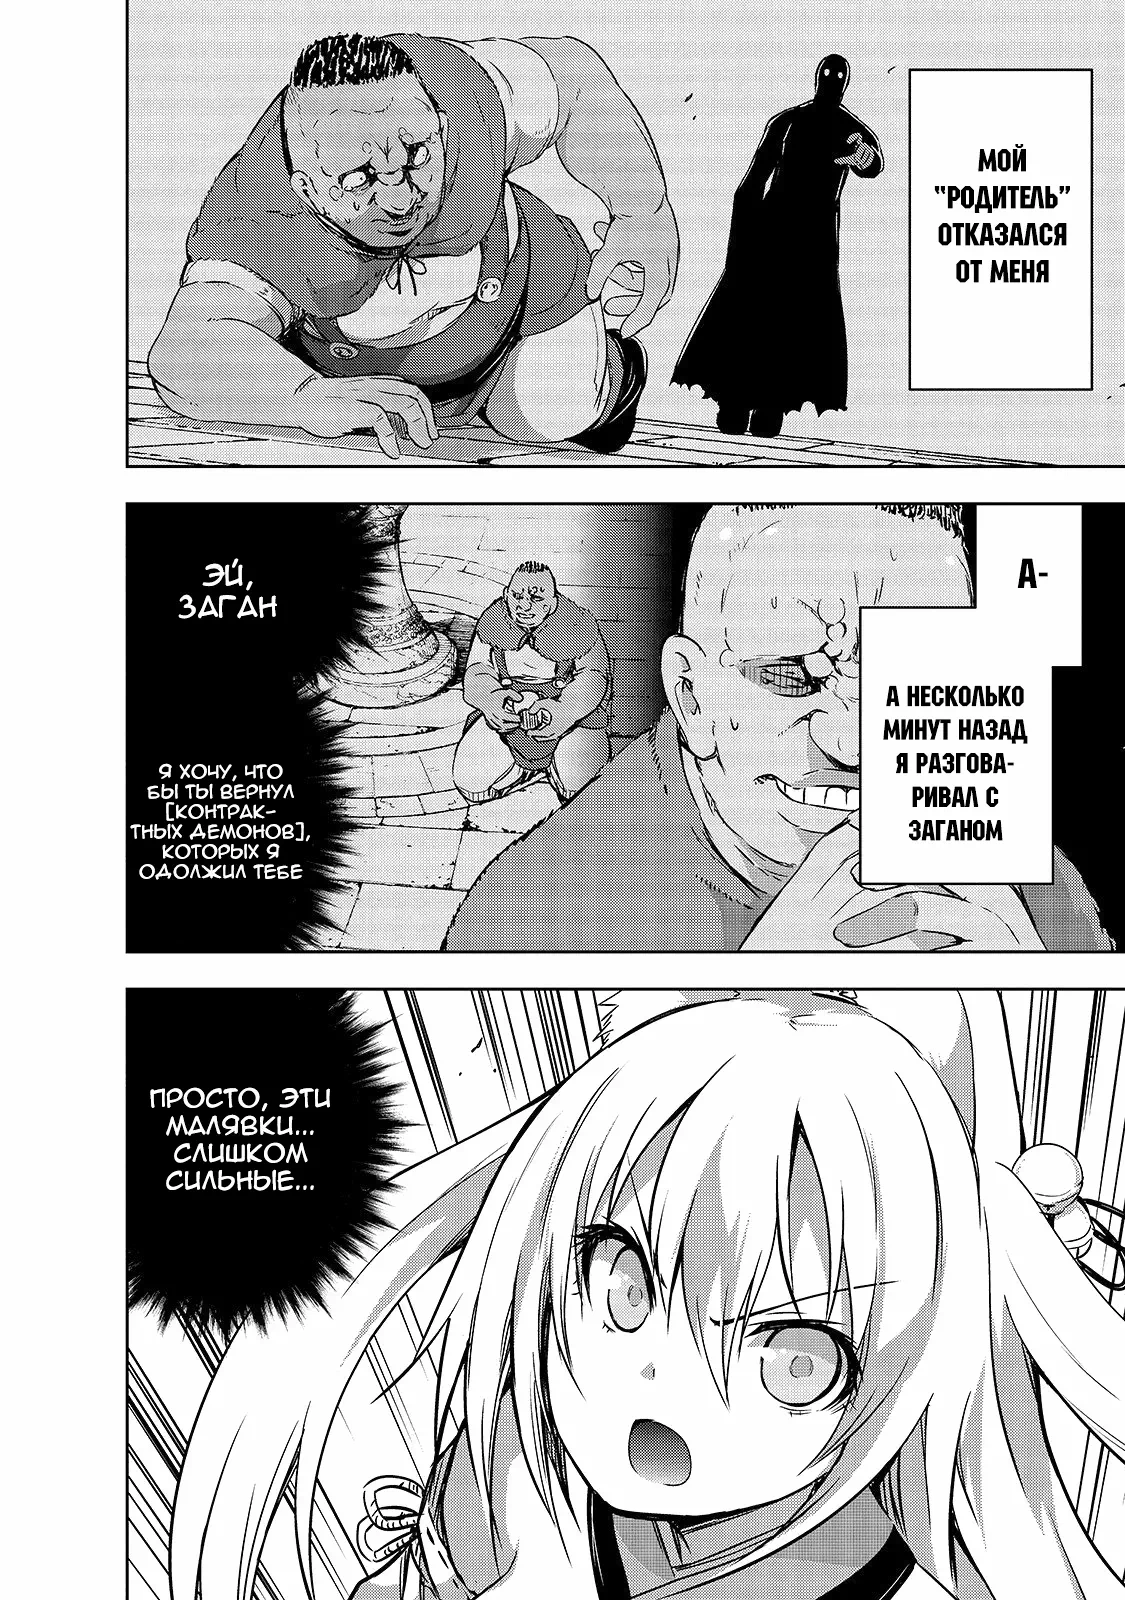 МОЙ
"РОДИТЕЛЬ"
ОТКАЗАЛСЯ
ОТ МЕНЯ
А-
А НЕСКОЛЬКО
МИНУТ НАЗАД
Я РАЗГОВА-
РИВАЛ С
ЗАГАНОМ
ЭЙ,
ЗАГАН
Я ХОЧУ, ЧТО
БЫ ТЫ ВЕРНУЛ
[КОНТРАК-
ТНЫХ ДЕМОНОВ],
КОТОРЫХ Я
ОДОЛЖИЛ ТЕБЕ
ПРОСТО, ЭТИ
МАЛЯВКИ...
СЛИШКОМ
СИЛЬНЫЕ...